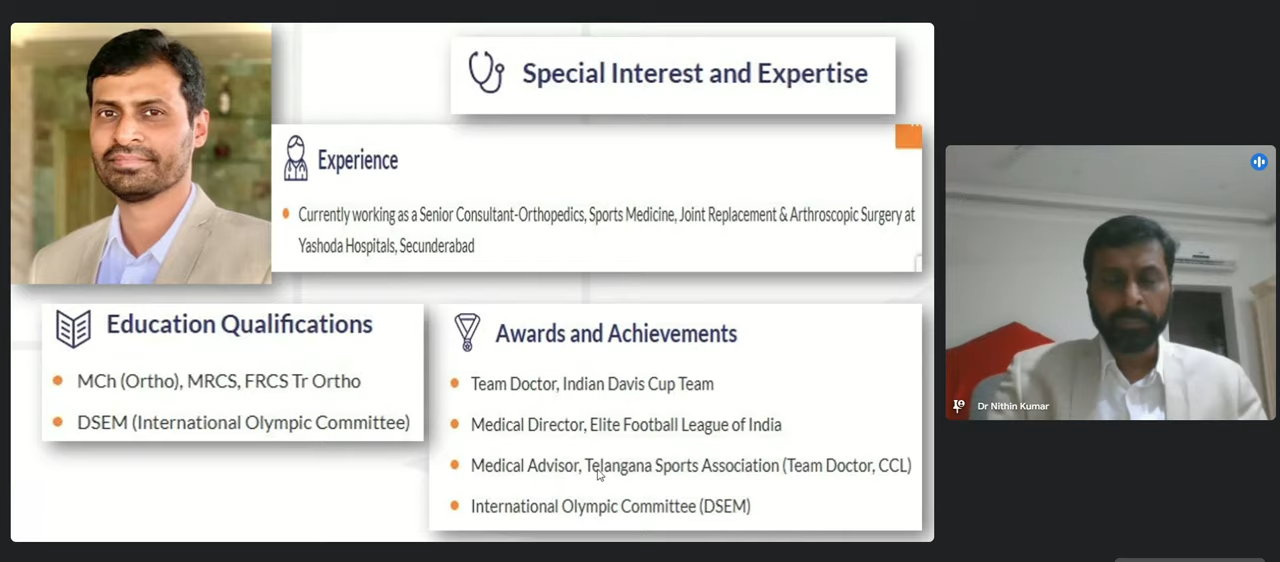 Special Interest and Expertise
Experience
Currently working as a Senior Consultant-Orthopedics, Sports Medicine, Joint Replacement & Arthroscopic Surgery at
Yashoda Hospitals, Secunderabad
Education Qualifications
MCh (Ortho), MRCS, FRCS Tr Ortho
DSEM (International Olympic Committee)
Awards and Achievements
Team Doctor, Indian Davis Cup Team
Medical Director, Elite Football League of India
Medical Advisor, Telangana Sports Association (Team Doctor, CCL)
International Olympic Committee (DSEM)
Dr Nithin Kumar